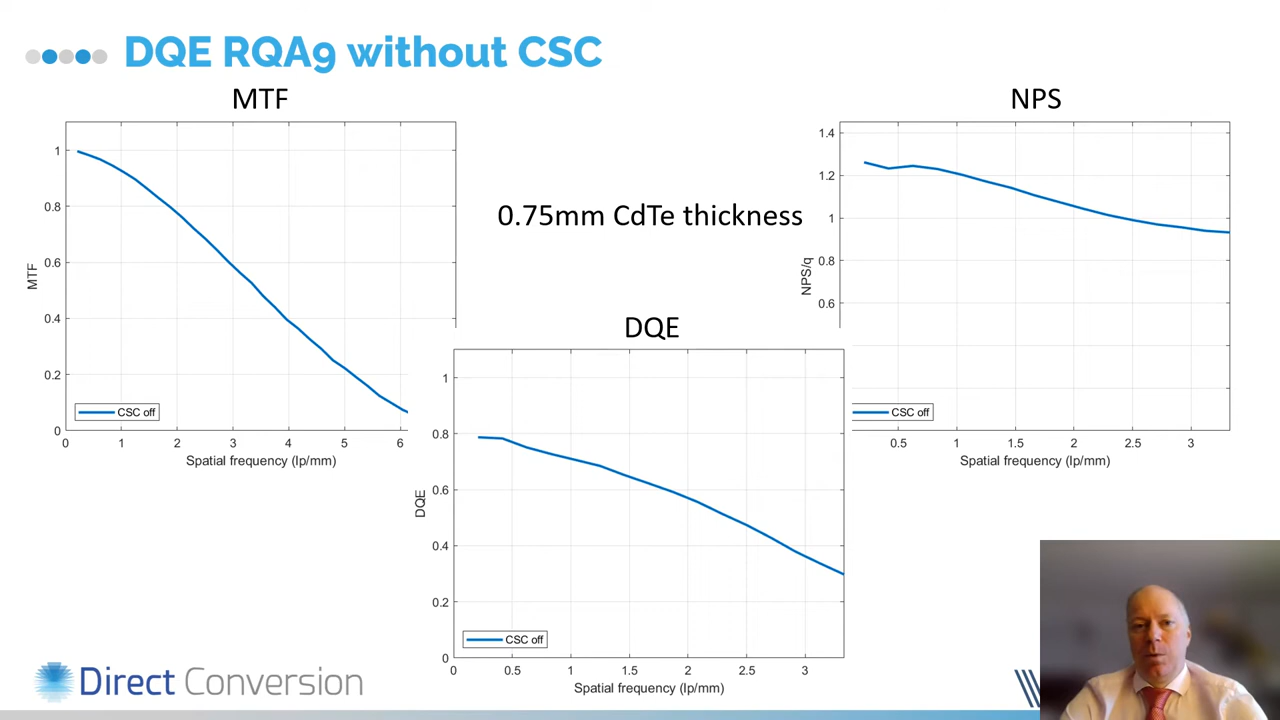 DQE RQA9 without CSC
MTF
1
0.8
0.6
0.4
0.2
0
MTF
0 1 2 3 4 5 6
Spatial frequency (lp/mm)
CSC off
0.75mm CdTe thickness
NPS
1.4
1.2
1
0.8
0.6
NPS/q
0.5 1 1.5 2 2.5 3
Spatial frequency (lp/mm)
CSC off
DQE
1
0.8
0.6
0.4
0.2
0
DQE
0 0.5 1 1.5 2 2.5 3
Spatial frequency (lp/mm)
CSC off
Direct Conversion